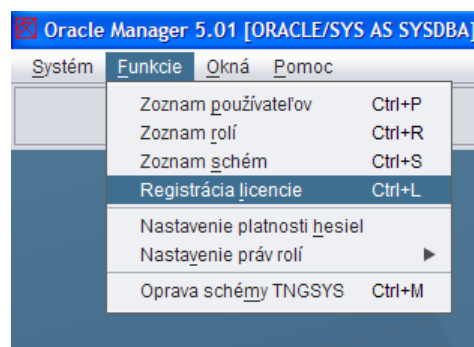 Oracle Manager 5.01 [ORACLE/SYS AS SYSDBA]
Systém Funkcie Okná Pomoc
Zoznam používateľov Ctrl+P
Zoznam rolí Ctrl+R
Zoznam schém Ctrl+S
Registrácia licencie Ctrl+L
Nastavenie platnosti hesiel
Nastavenie práv rolí
Oprava schémy TNGSYS Ctrl+M